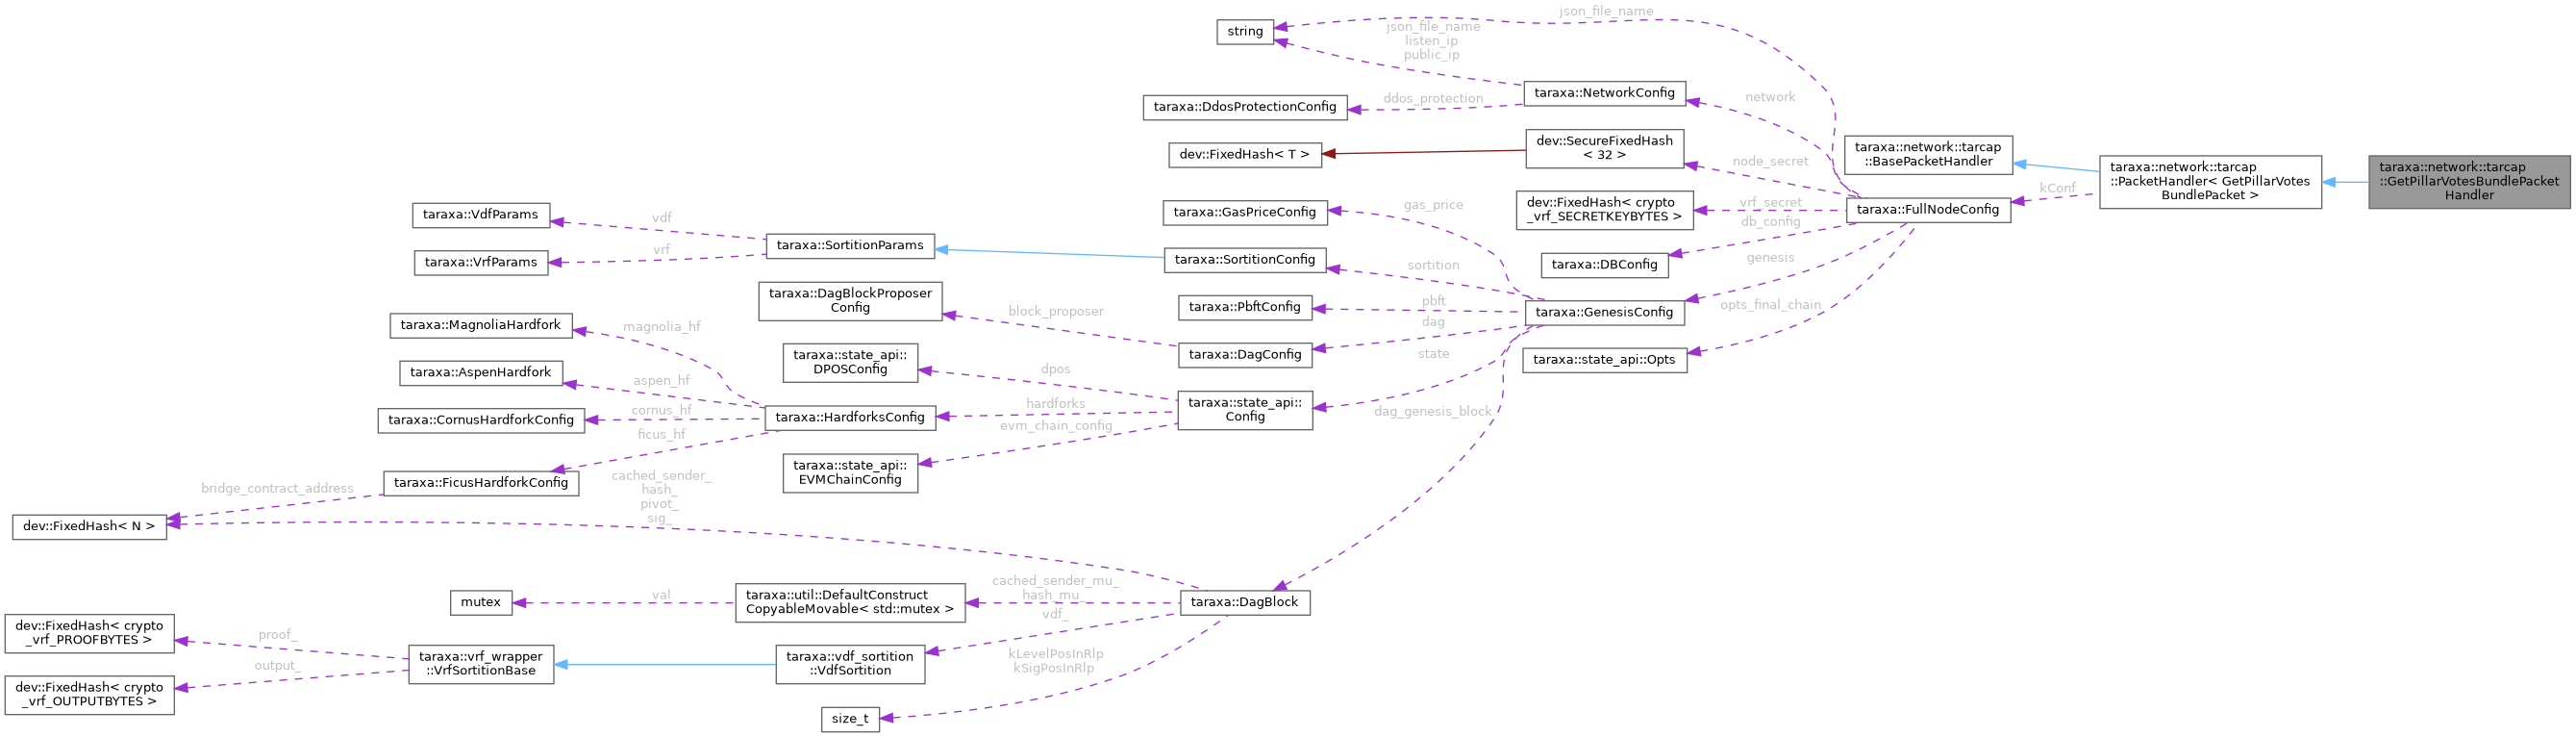 json_file_name
string
json_file_name
listen_ip
public_ip
taraxa::NetworkConfig
network
taraxa::DdosProtectionConfig
ddos_protection
dev::FixedHash< T >
dev::SecureFixedHash
< 32 >
node_secret
taraxa::network::tarcap
::BasePacketHandler
taraxa::network::tarcap
::PacketHandler< GetPillarVotes
BundlePacket >
taraxa::network::tarcap
::GetPillarVotesBundlePacket
Handler
kConf
taraxa::FullNodeConfig
dev::FixedHash< crypto
_vrf_SECRETKEYBYTES >
vrf_secret
db_config
taraxa::DBConfig
genesis
opts_final_chain
taraxa::state_api::Opts
taraxa::GasPriceConfig
gas_price
taraxa::SortitionConfig
sortition
taraxa::PbftConfig
pbft
taraxa::GenesisConfig
taraxa::DagConfig
dag
state
dag_genesis_block
taraxa::VdfParams
vdf
taraxa::VrfParams
vrf
taraxa::SortitionParams
taraxa::DagBlockProposer
Config
block_proposer
taraxa::MagnoliaHardfork
magnolia_hf
taraxa::AspenHardfork
aspen_hf
taraxa::CornusHardforkConfig
cornus_hf
ficus_hf
taraxa::HardforksConfig
taraxa::state_api::
DPOSConfig
dpos
hardforks
evm_chain_config
taraxa::state_api::
Config
taraxa::state_api::
EVMChainConfig
taraxa::FicusHardforkConfig
bridge_contract_address
dev::FixedHash< N >
cached_sender_
hash_
pivot_
sig_
mutex
val
taraxa::util::DefaultConstruct
CopyableMovable< std::mutex >
cached_sender_mu_
hash_mu_
vdf_
taraxa::DagBlock
dev::FixedHash< crypto
_vrf_PROOFBYTES >
proof_
output_
dev::FixedHash< crypto
_vrf_OUTPUTBYTES >
taraxa::vrf_wrapper
::VrfSortitionBase
taraxa::vdf_sortition
::VdfSortition
kLevelPosInRlp
kSigPosInRlp
size_t